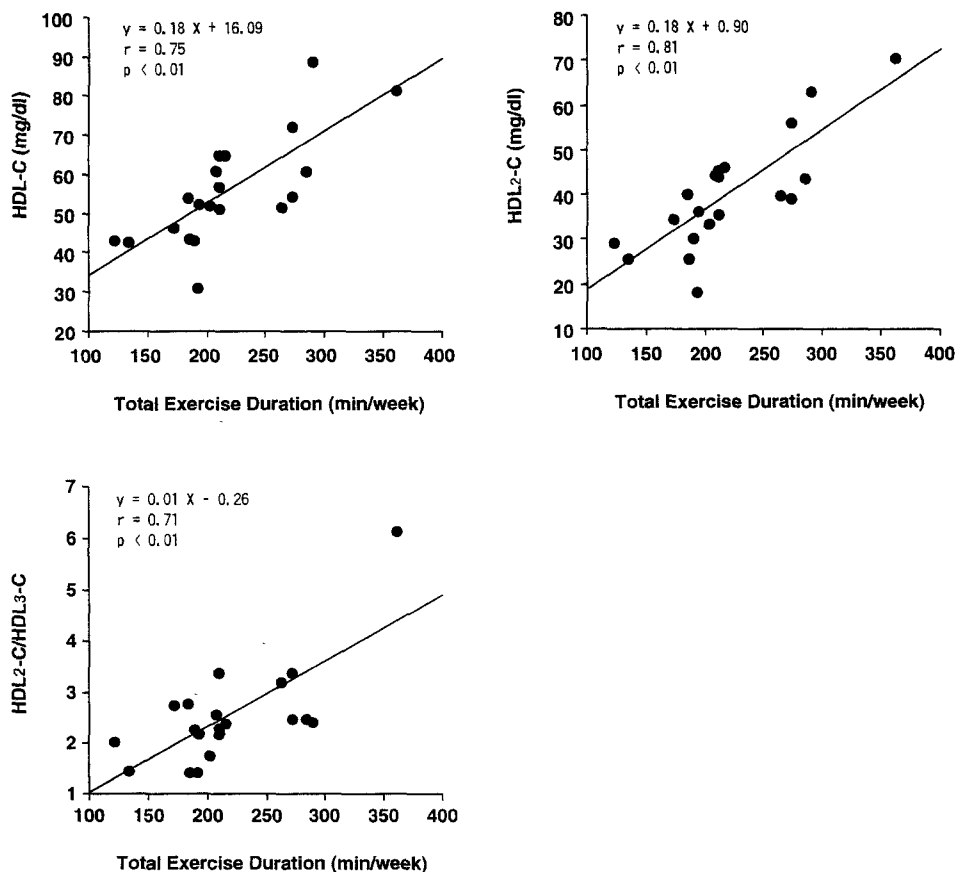 y = 0.18 X + 16.09
r = 0.75
p < 0.01
HDL-C (mg/dl)
100
90
80
70
60
50
40
30
20
100 150 200 250 300 350 400
Total Exercise Duration (min/week)
y = 0.18 X + 0.90
r = 0.81
p < 0.01
HDL2-C (mg/dl)
80
70
60
50
40
30
20
10
100 150 200 250 300 350 400
Total Exercise Duration (min/week)
y = 0.01 X - 0.26
r = 0.71
p < 0.01
HDL2-C/HDL3-C
7
6
5
4
3
2
1
100 150 200 250 300 350 400
Total Exercise Duration (min/week)